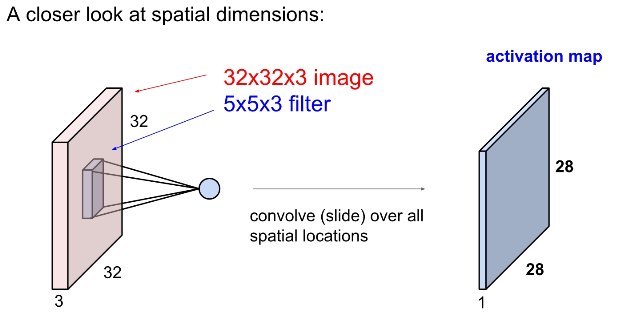 A closer look at spatial dimensions:
activation map
32x32x3 image
5x5x3 filter
32
28
convolve (slide) over all
spatial locations
32
28
3
1